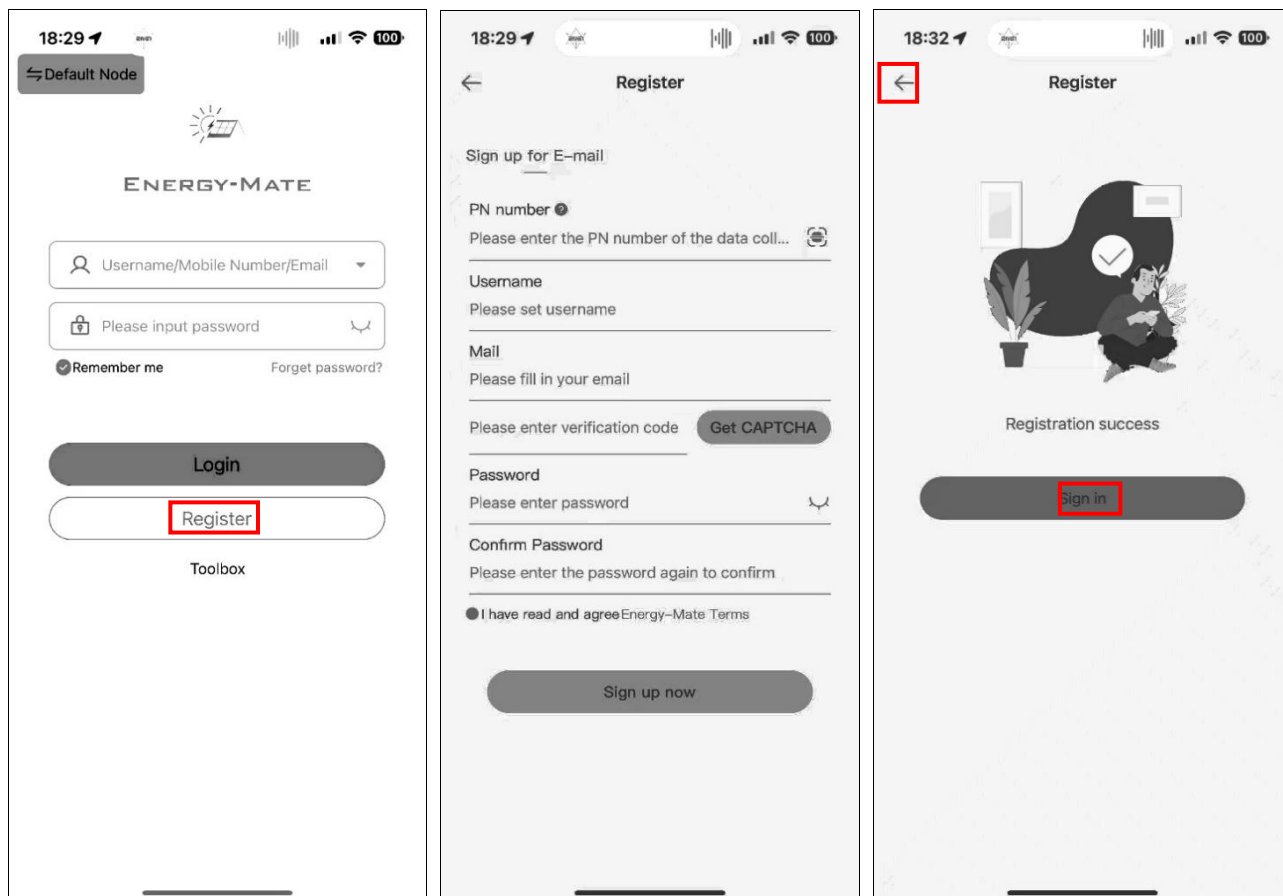 18:29
100
Default Node
ENERGY-MATE
Username/Mobile Number/Email
Please input password
Remember me
Forget password?
Login
Register
Toolbox
18:29
100
Register
Sign up for E-mail
PN number
Please enter the PN number of the data coll...
Username
Please set username
Mail
Please fill in your email
Please enter verification code
Get CAPTCHA
Password
Please enter password
Confirm Password
Please enter the password again to confirm
I have read and agree Energy-Mate Terms
Sign up now
18:32
100
Register
Registration success
Sign in